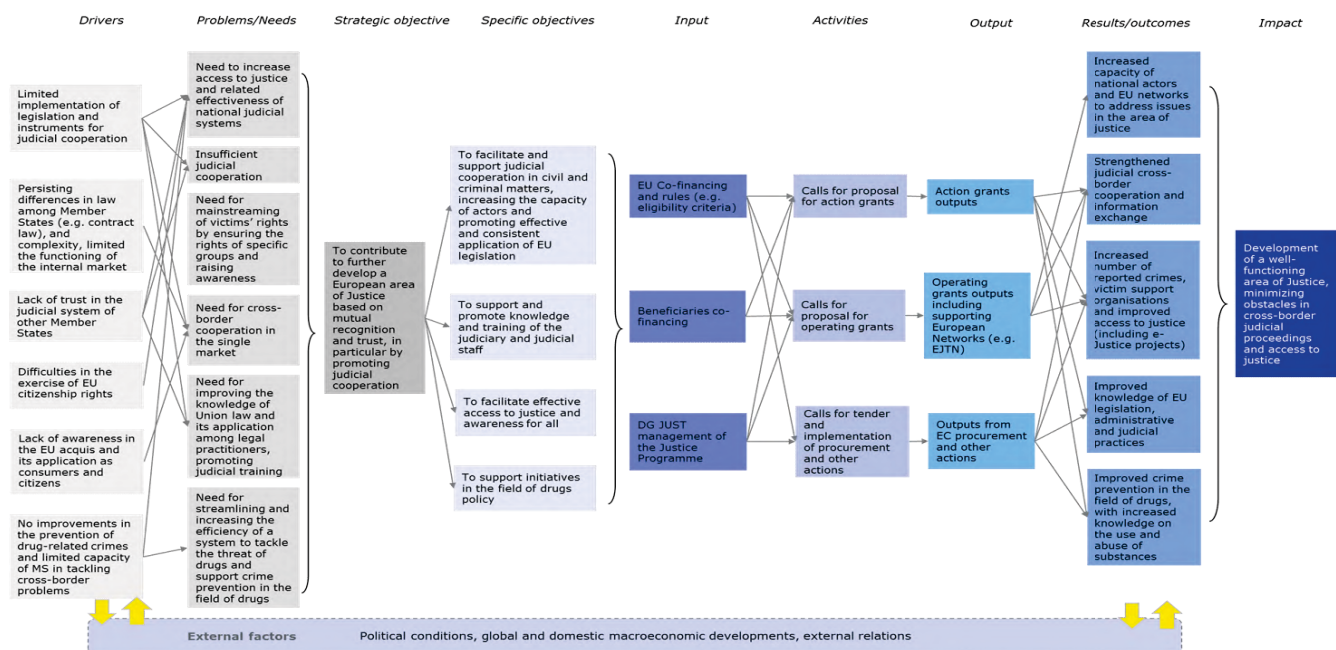 Drivers
Problems/Needs
Strategic objective
Specific objectives
Input
Activities
Output
Results/outcomes
Impact
Limited
implementation of
legislation and
instruments for
judicial cooperation
Persisting
differences in law
among Member
States (e.g. contract
law), and
complexity, limited
the functioning of
the internal market
Lack of trust in the
judicial system of
other Member
States
Difficulties in the
exercise of EU
citizenship rights
Lack of awareness in
the EU acquis and
its application as
consumers and
citizens
No improvements in
the prevention of
drug-related crimes
and limited capacity
of MS in tackling
cross-border
problems
Need to increase
access to justice
and related
effectiveness of
national judicial
systems
Insufficient
judicial
cooperation
Need for
mainstreaming of
victims' rights by
ensuring the
rights of specific
groups and
raising awareness
Need for cross-
border
cooperation in
the single
market
Need for
improving the
knowledge of
Union law and
its application
among legal
practitioners,
promoting
judicial training
Need for
streamlining and
increasing the
efficiency of a
system to tackle
the threat of
drugs and
support crime
prevention in the
field of drugs
To contribute
to further
develop a
European area
of Justice
based on
mutual
recognition
and trust, in
particular by
promoting
judicial
cooperation
To facilitate and
support judicial
cooperation in civil and
criminal matters,
increasing the capacity
of actors and
promoting effective
and consistent
application of EU
legislation
To support and
promote knowledge
and training of the
judiciary and judicial
staff
To facilitate effective
access to justice and
awareness for all
To support initiatives
in the field of drugs
policy
EU Co-financing
and rules (e.g.
eligibility criteria)
Beneficiaries co-
financing
DG JUST
management of
the Justice
Programme
Calls for proposal
for action grants
Calls for
proposal for
operating grants
Calls for tender
and
implementation
of procurement
and other
actions
Action grants
outputs
Operating
grants outputs
including
supporting
European
Networks (e.g.
EJTN)
Outputs from
EC procurement
and other
actions
Increased
capacity of
national actors
and EU networks
to address issues
in the area of
justice
Strengthened
judicial cross-
border
cooperation and
information
exchange
Increased
number of
reported crimes,
victim support
organisations
and improved
access to justice
(including e-
Justice projects)
Improved
knowledge of EU
legislation,
administrative
and judicial
practices
Improved crime
prevention in the
field of drugs,
with increased
knowledge on
the use and
abuse of
substances
Development
of a well-
functioning
area of Justice,
minimizing
obstacles in
cross-border
judicial
proceedings
and access to
justice
External factors
Political conditions, global and domestic macroeconomic developments, external relations